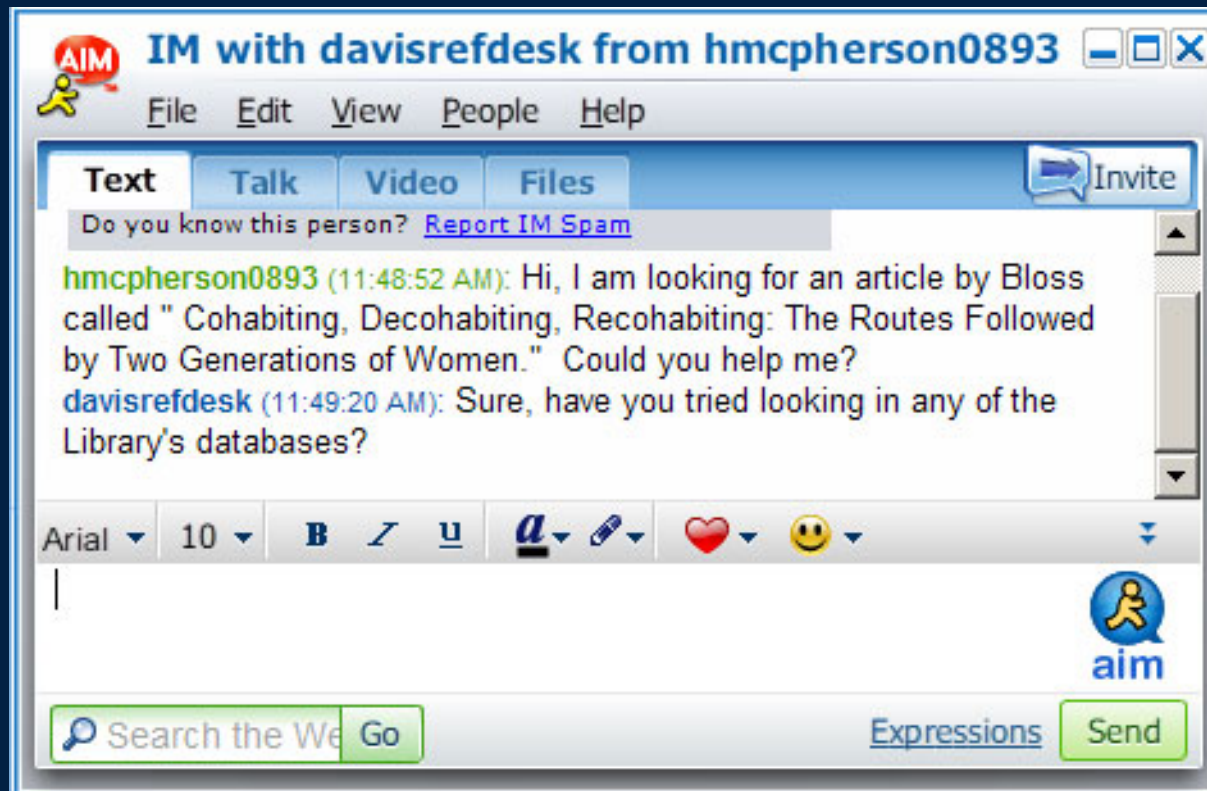 AIM IM with davisrefdesk from hmcpherson0893
File Edit View People Help
Text Talk Video Files Invite
Do you know this person? Report IM Spam
hmcpherson0893 (11:48:52 AM): Hi, I am looking for an article by Bloss
called " Cohabiting, Decohabiting, Recohabiting: The Routes Followed
by Two Generations of Women."  Could you help me?
davisrefdesk (11:49:20 AM): Sure, have you tried looking in any of the
Library's databases?
Arial 10 B I u a
aim
Search the We Go Expressions Send